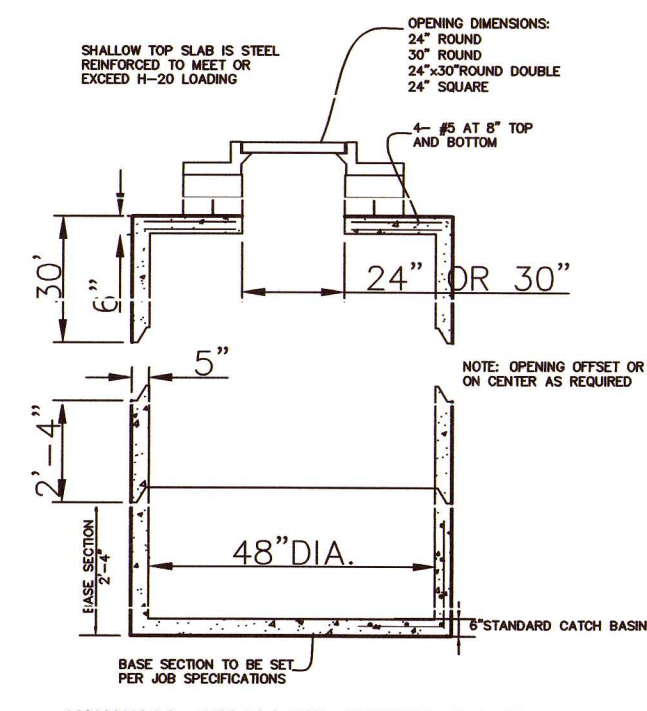 OPENING DIMENSIONS:
24" ROUND
30" ROUND
24"x30"ROUND DOUBLE
24" SQUARE
SHALLOW TOP SLAB IS STEEL
REINFORCED TO MEET OR
EXCEED H-20 LOADING
4- #5 AT 8" TOP
AND BOTTOM
30'
6"
24" OR 30"
5"
NOTE: OPENING OFFSET OR
ON CENTER AS REQUIRED
2'-4"
BASE SECTION
2'-4"
48"DIA.
6"STANDARD CATCH BASIN
BASE SECTION TO BE SET
PER JOB SPECIFICATIONS